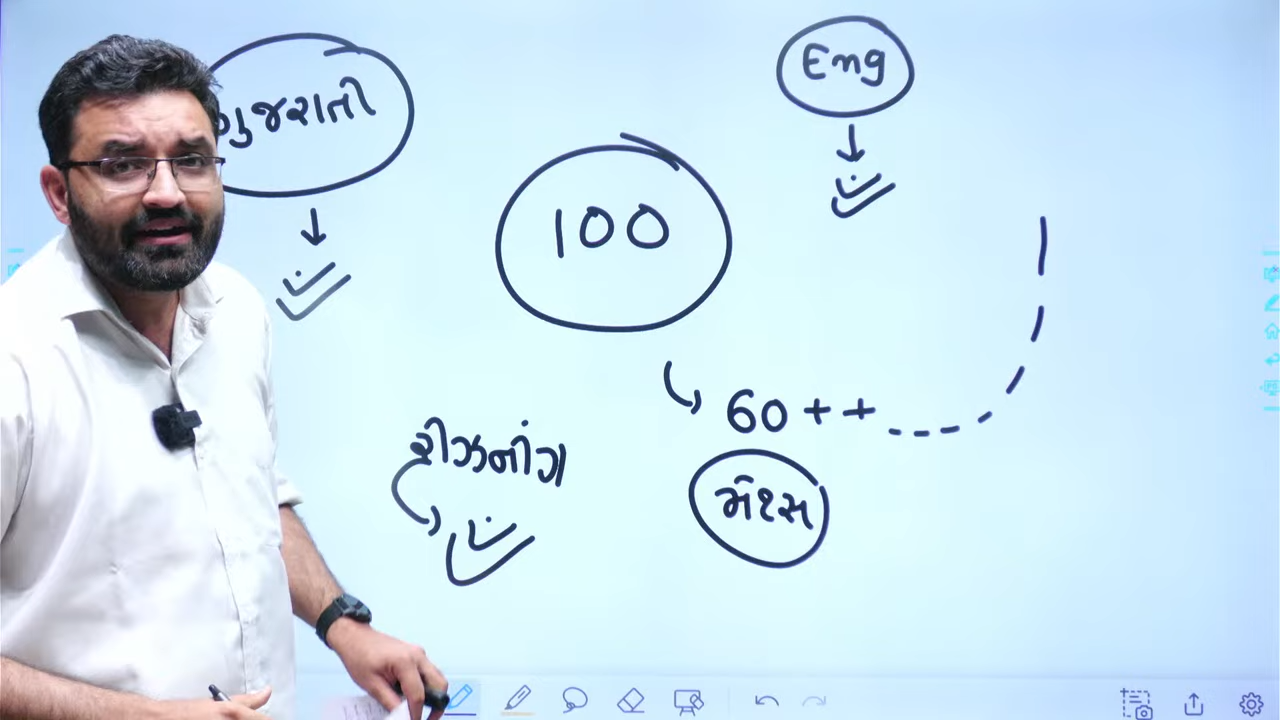 ગુજરાતી
Eng
100
60 + +
રીઝનીંગ
મેથ્સ